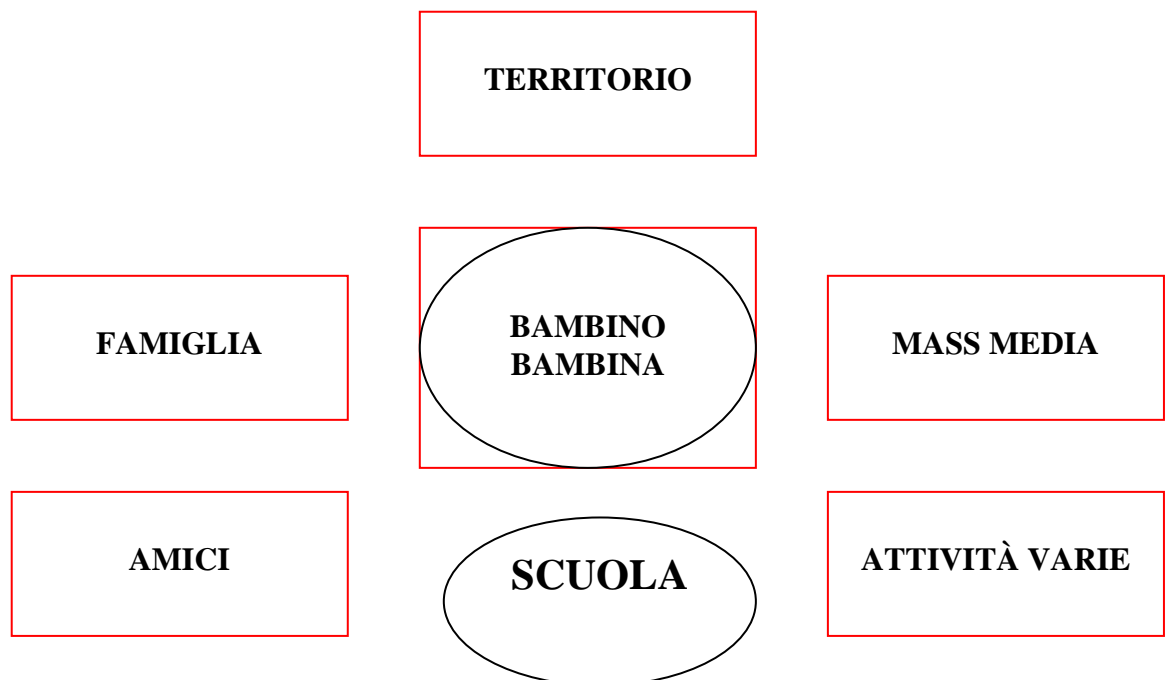 TERRITORIO
FAMIGLIA
BAMBINO
BAMBINA
MASS MEDIA
AMICI
SCUOLA
ATTIVITÀ VARIE